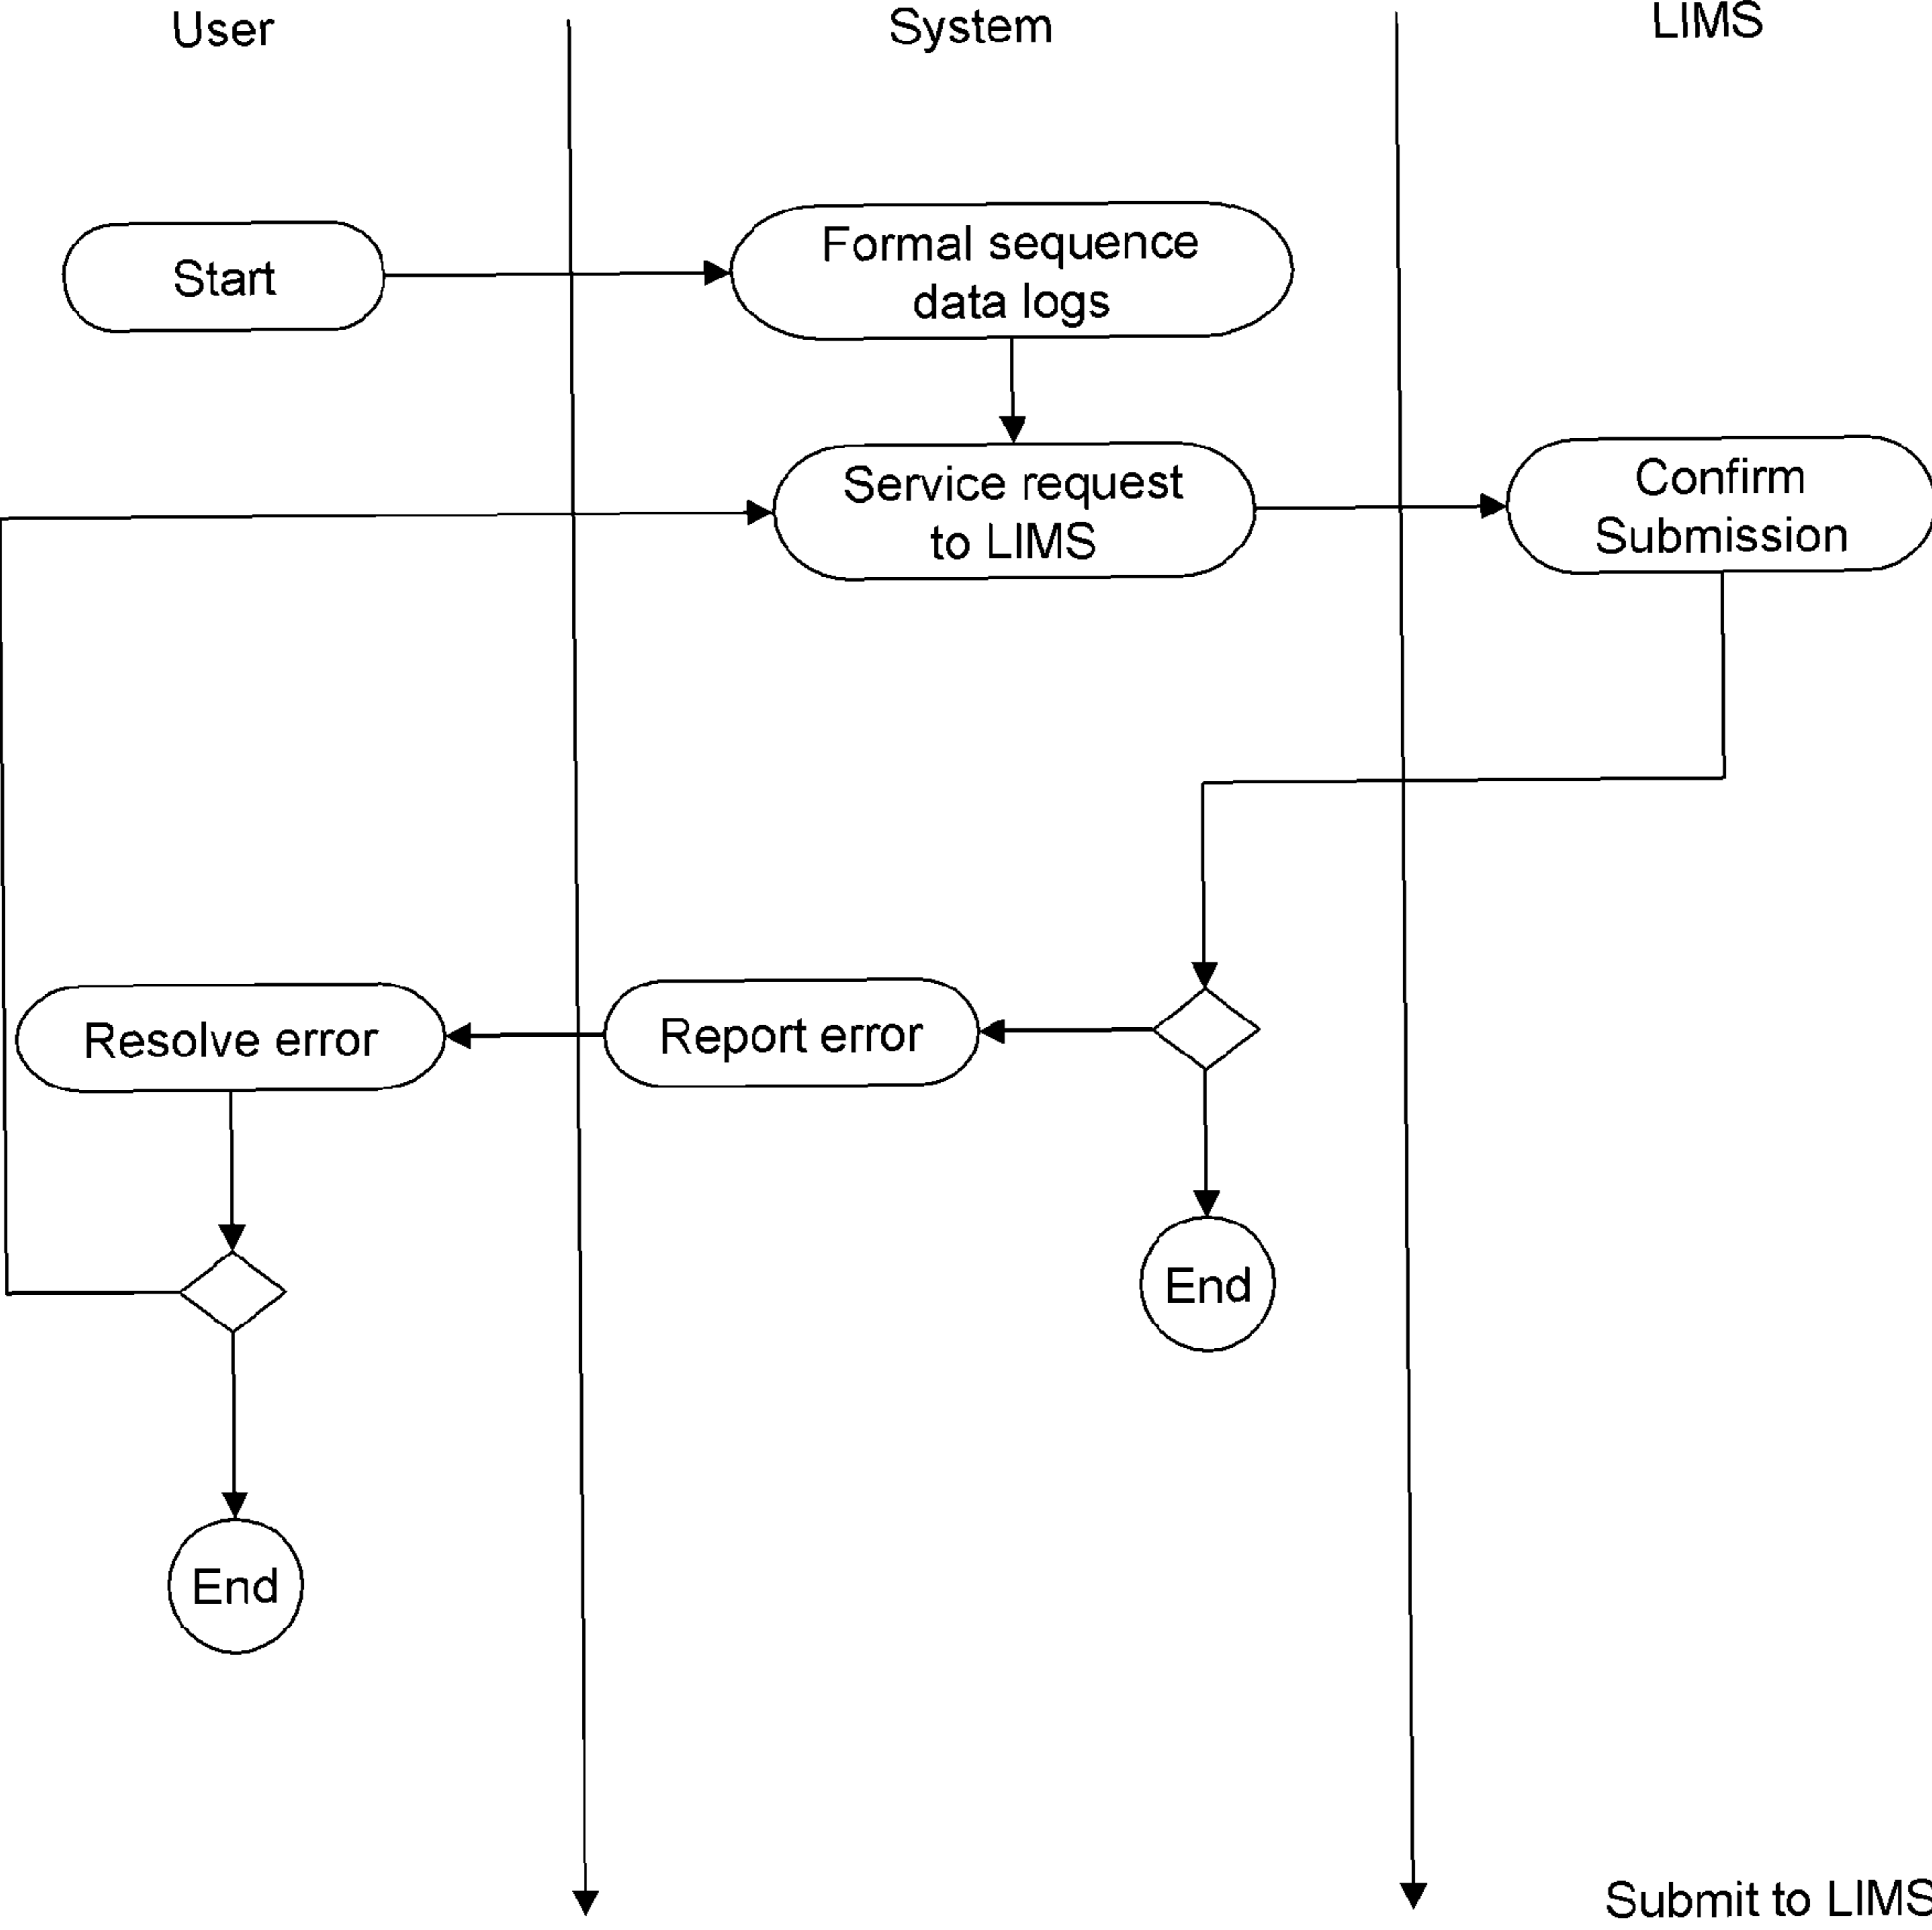 User
System
LIMS
Start
Formal sequence
data logs
Service request
to LIMS
Confirm
Submission
Resolve error
Report error
End
End
Submit to LIMS